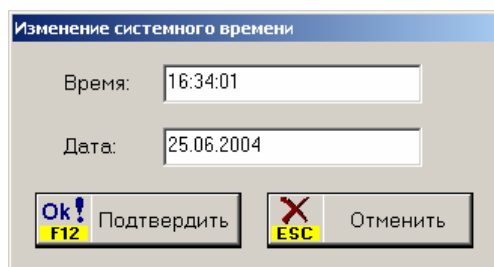 Изменение системного времени
Время: 16:34:01
Дата: 25.06.2004
Ok! F12 Подтвердить ESC Отменить